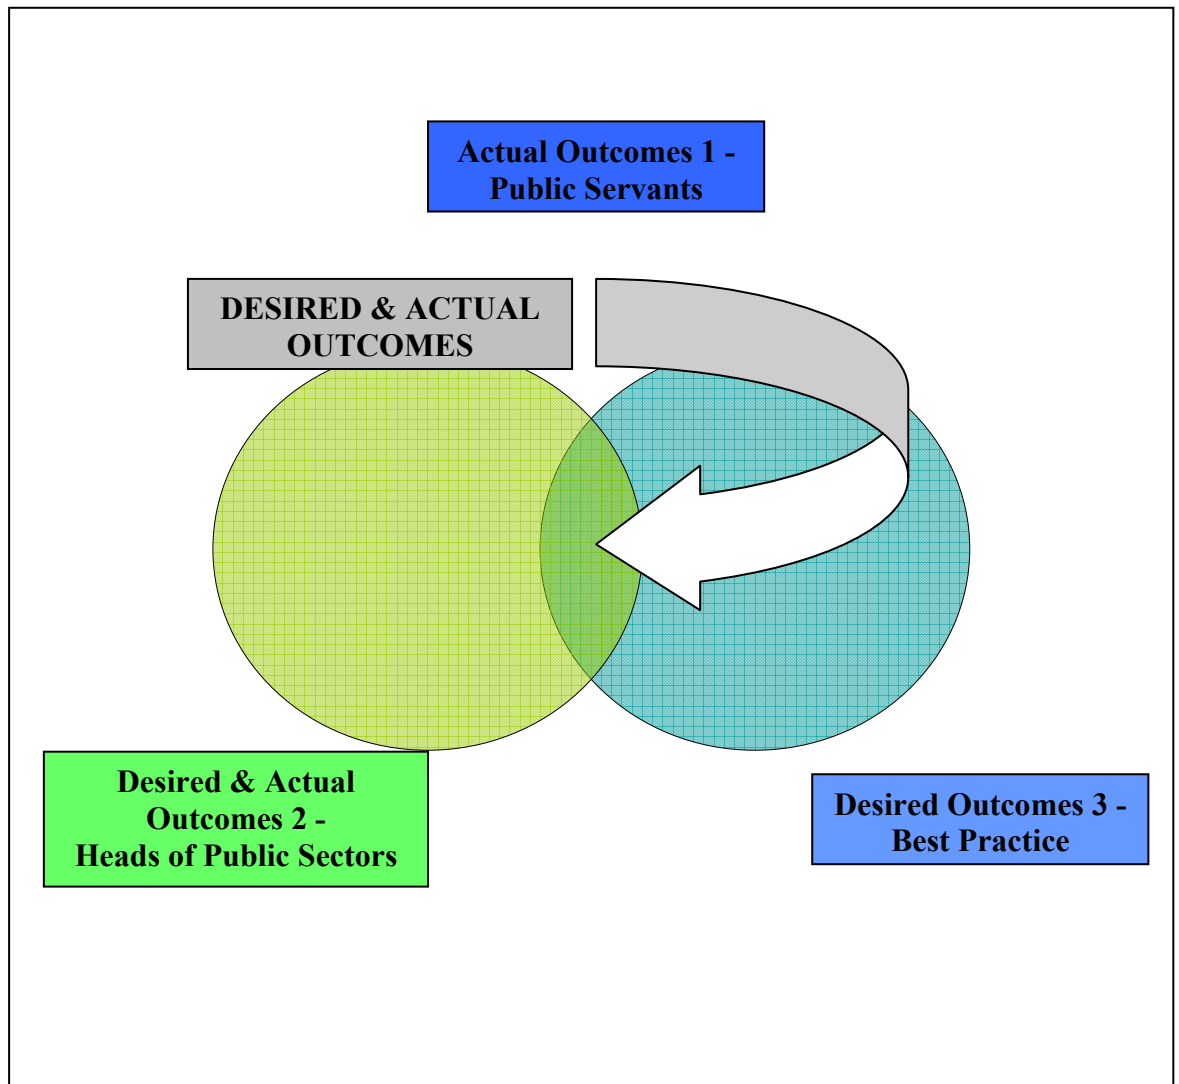 Actual Outcomes 1 -
Public Servants
DESIRED & ACTUAL
OUTCOMES
Desired & Actual
Outcomes 2 -
Heads of Public Sectors
Desired Outcomes 3 -
Best Practice